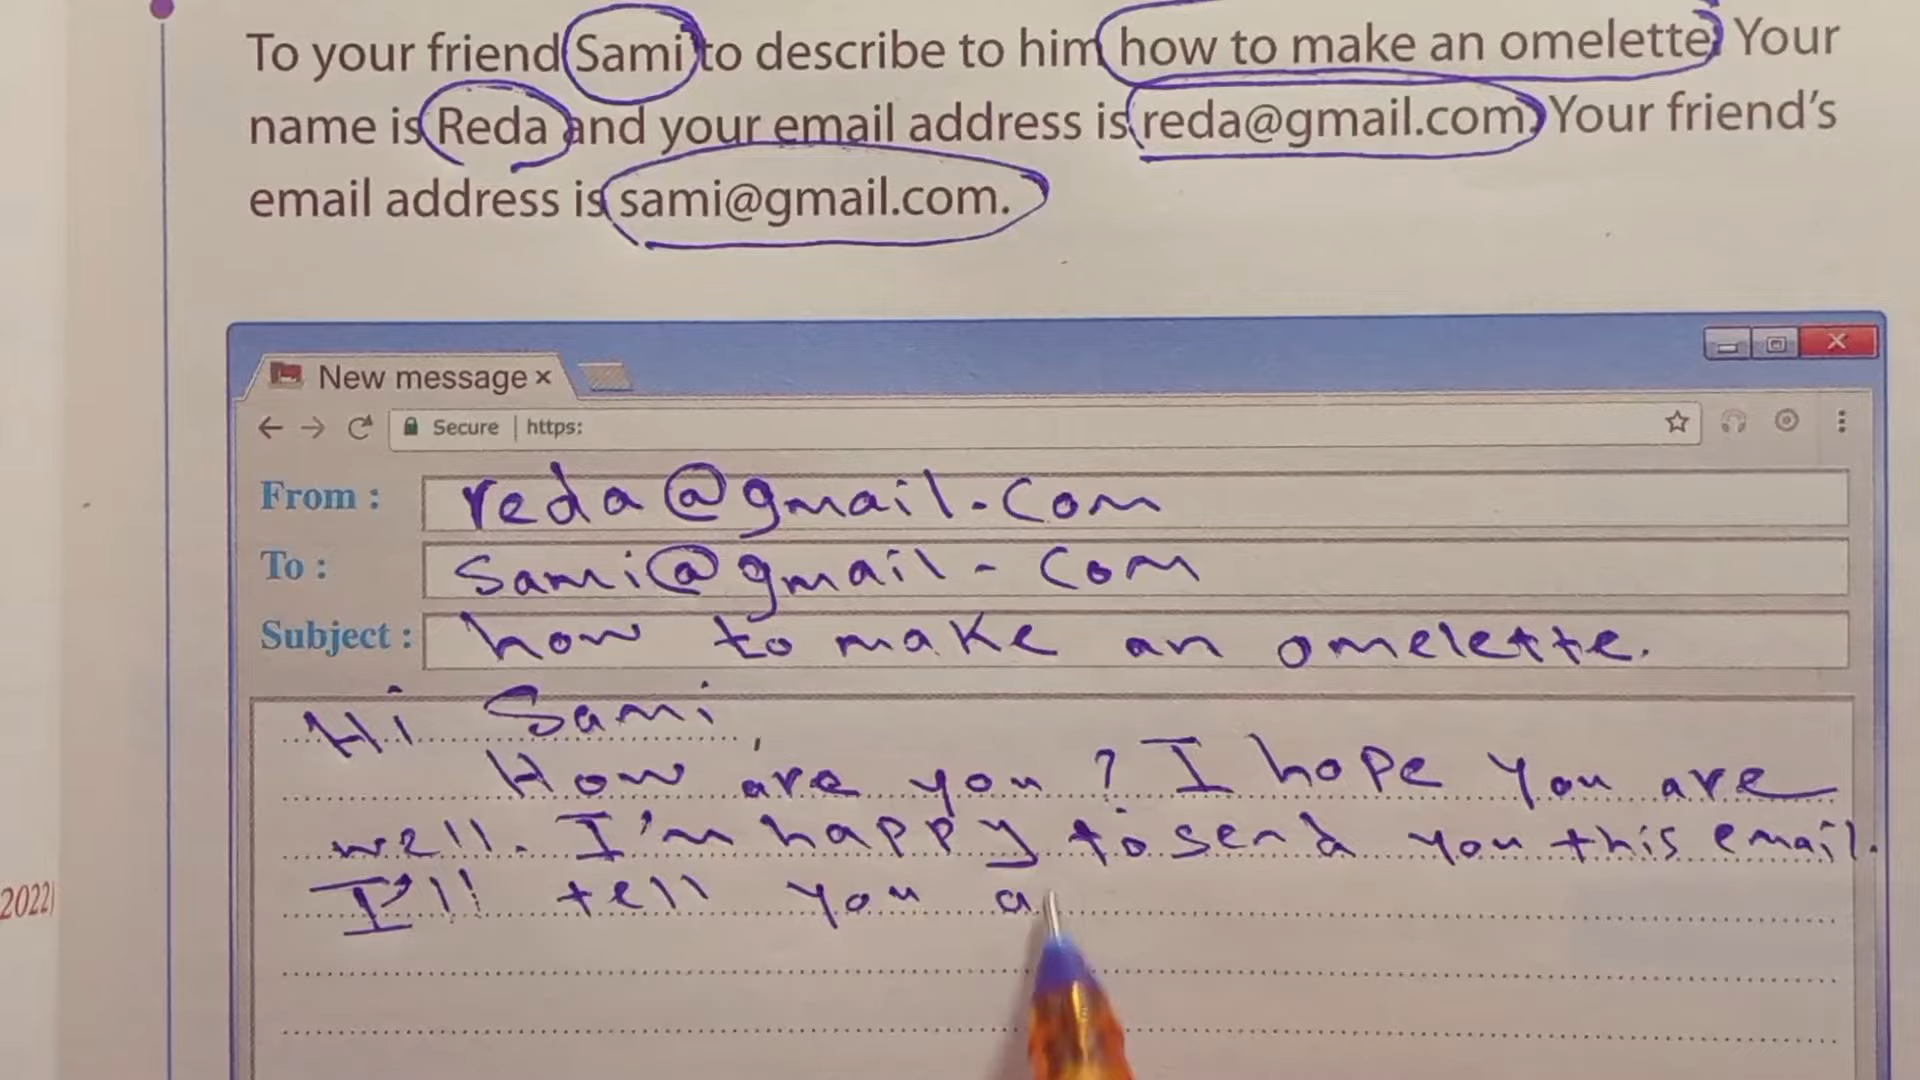 To your friend Sami to describe to him how to make an omelette. Your
name is Reda and your email address is reda@gmail.com. Your friend's
email address is sami@gmail.com.
New message ×
Secure | https:
From : reda@gmail.com
To : sami@gmail.com
Subject : how to make an omelette.
Hi Sami,
How are you? I hope you are
well. I'm happy to send you this email.
I'll tell you a
2022)